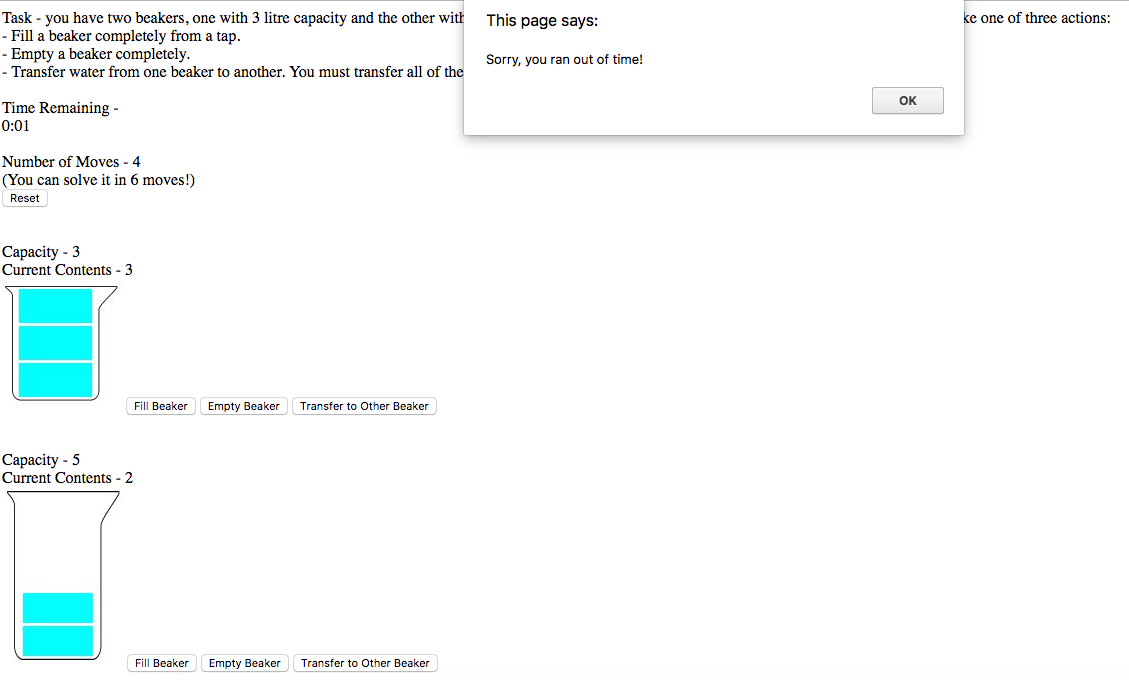 Task - you have two beakers, one with 3 litre capacity and the other with
- Fill a beaker completely from a tap.
- Empty a beaker completely.
- Transfer water from one beaker to another. You must transfer all of the
This page says:
Sorry, you ran out of time!
OK
one of three actions:
Time Remaining -
0:01
Number of Moves - 4
(You can solve it in 6 moves!)
Reset
Capacity - 3
Current Contents - 3
Fill Beaker Empty Beaker Transfer to Other Beaker
Capacity - 5
Current Contents - 2
Fill Beaker Empty Beaker Transfer to Other Beaker